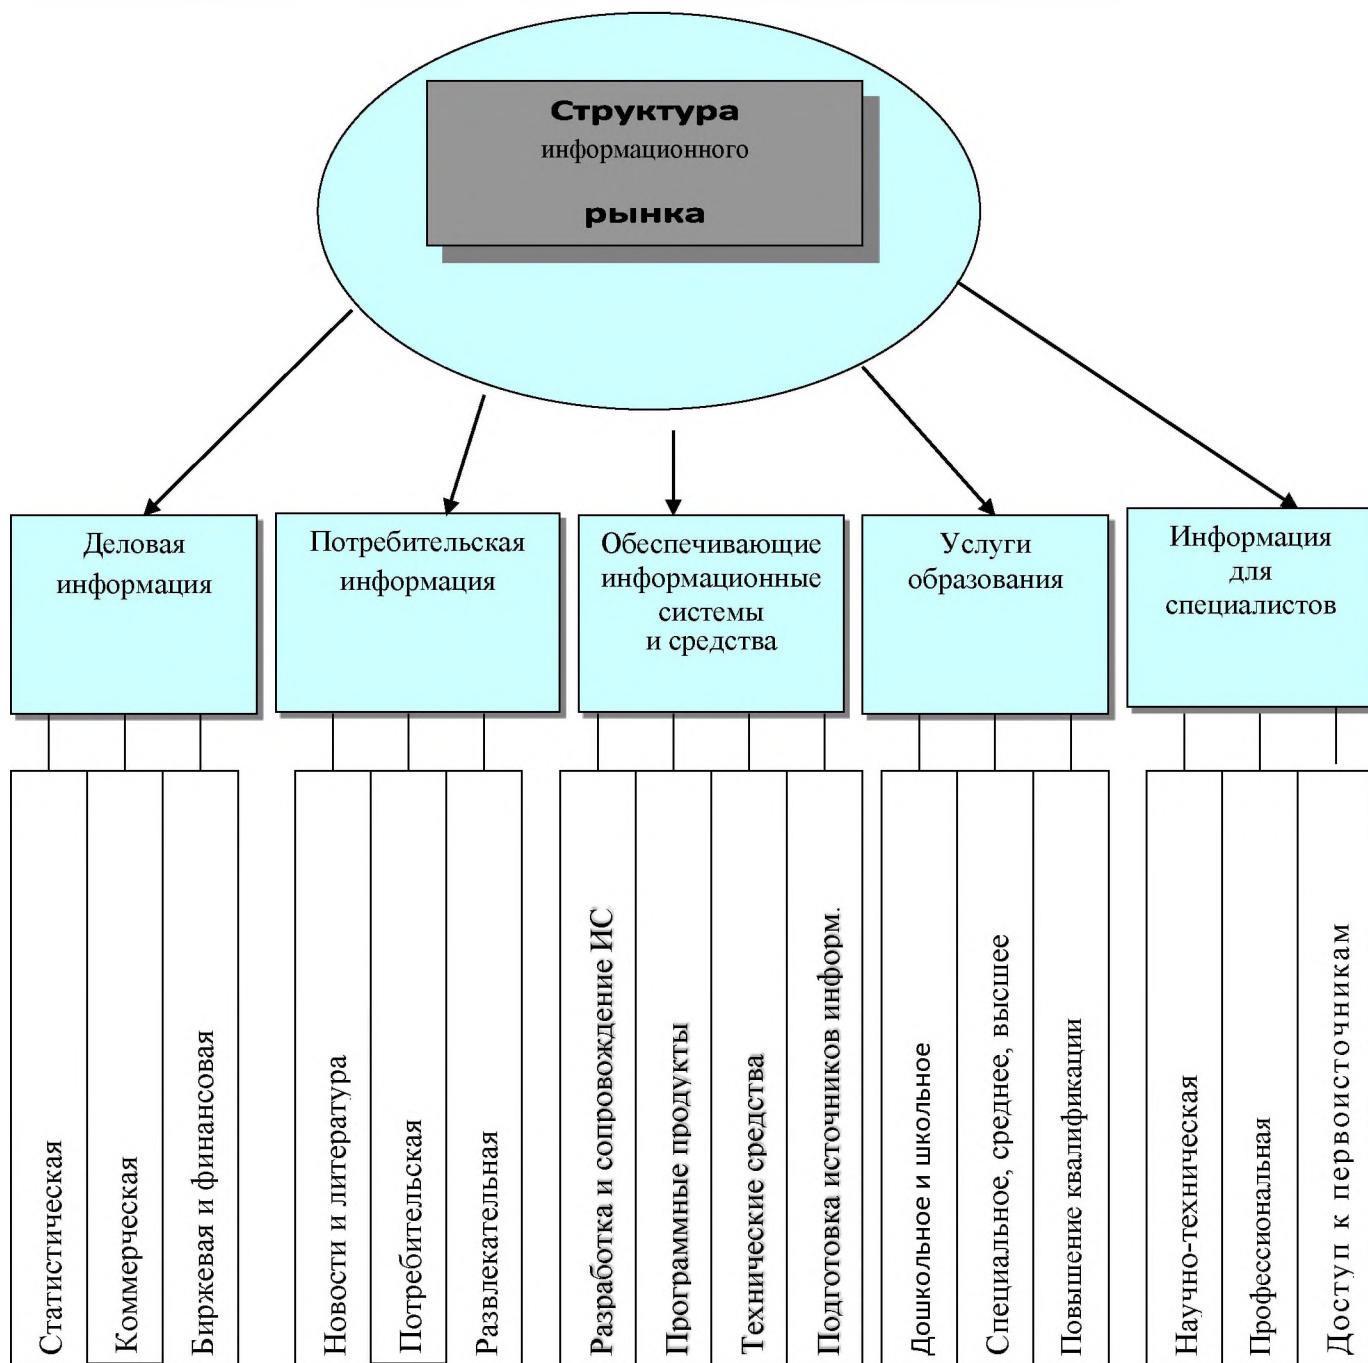 Структура
информационного
рынка
Деловая
информация
Потребительская
информация
Обеспечивающие
информационные
системы
и средства
Услуги
образования
Информация
для
специалистов
Статистическая
Коммерческая
Биржевая и финансовая
Новости и литература
Потребительская
Развлекательная
Разработка и сопровождение ИС
Программные продукты
Технические средства
Подготовка источников информ.
Дошкольное и школьное
Специальное, среднее, высшее
Повышение квалификации
Научно-техническая
Профессиональная
Доступ к первоисточникам